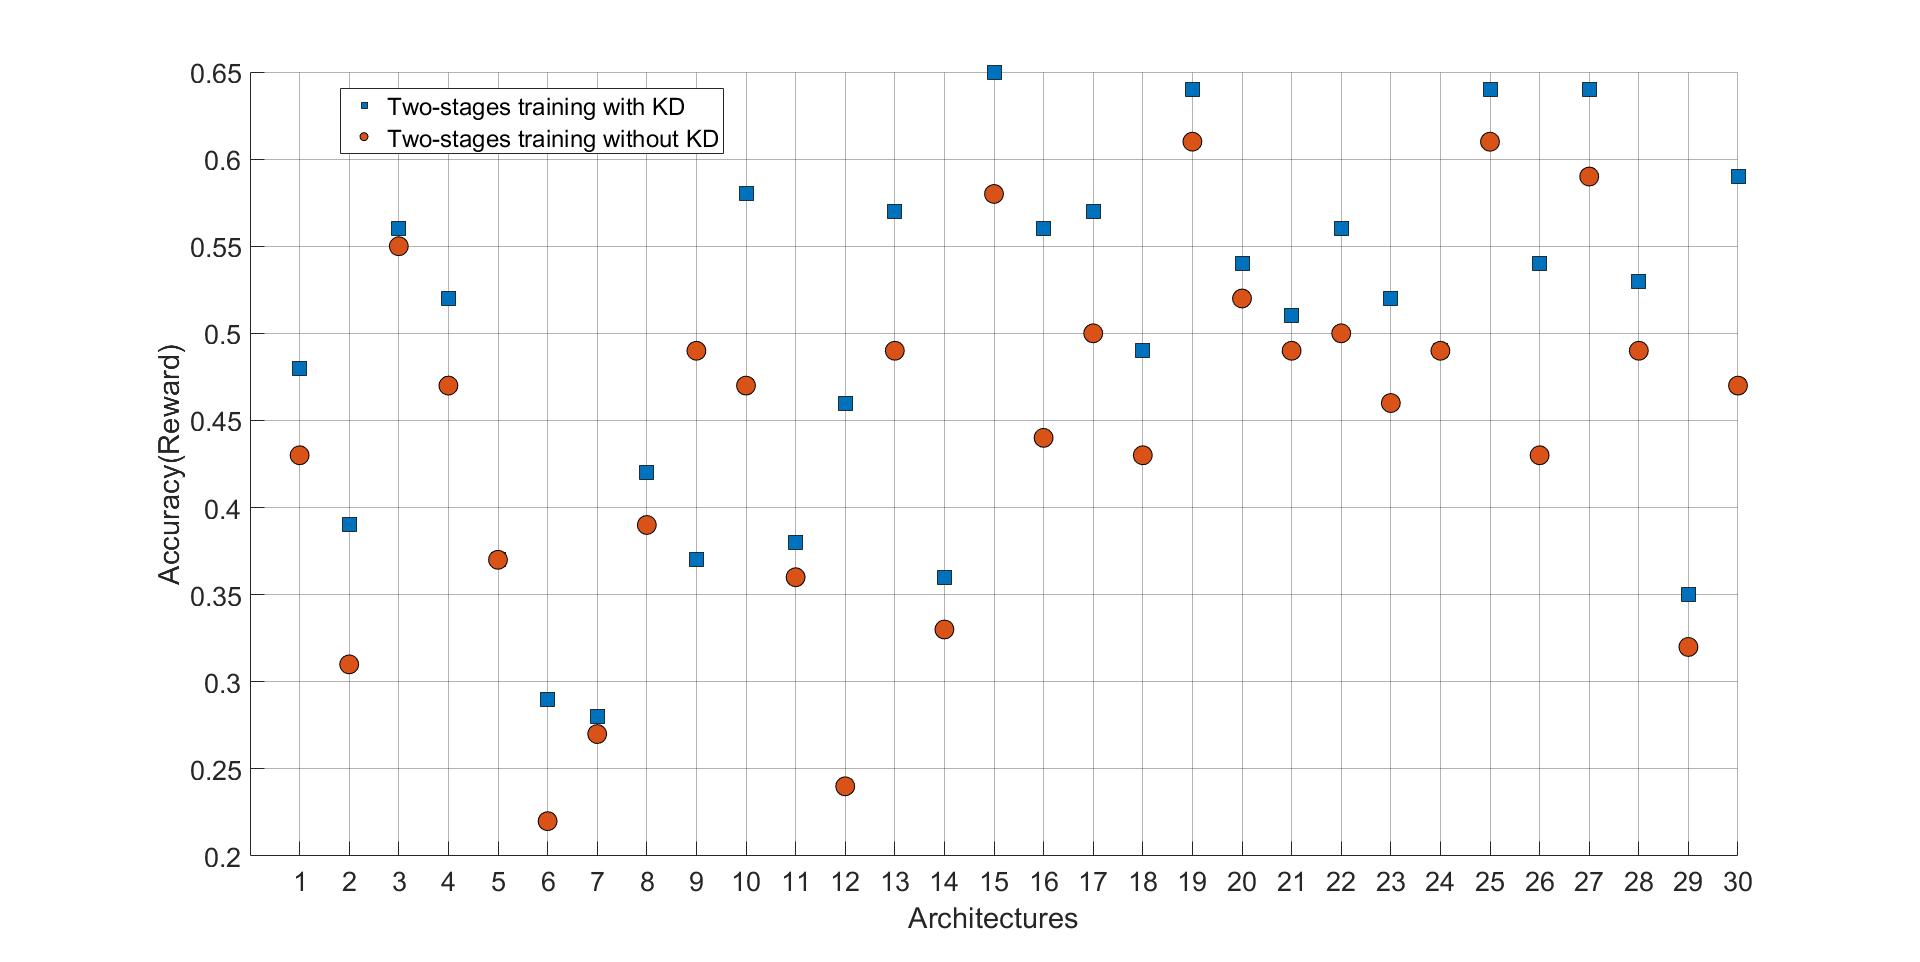 0.65
Two-stages training with KD
Two-stages training without KD
0.6
0.55
0.5
0.45
0.4
0.35
0.3
0.25
0.2
Accuracy(Reward)
1 2 3 4 5 6 7 8 9 10 11 12 13 14 15 16 17 18 19 20 21 22 23 24 25 26 27 28 29 30
Architectures